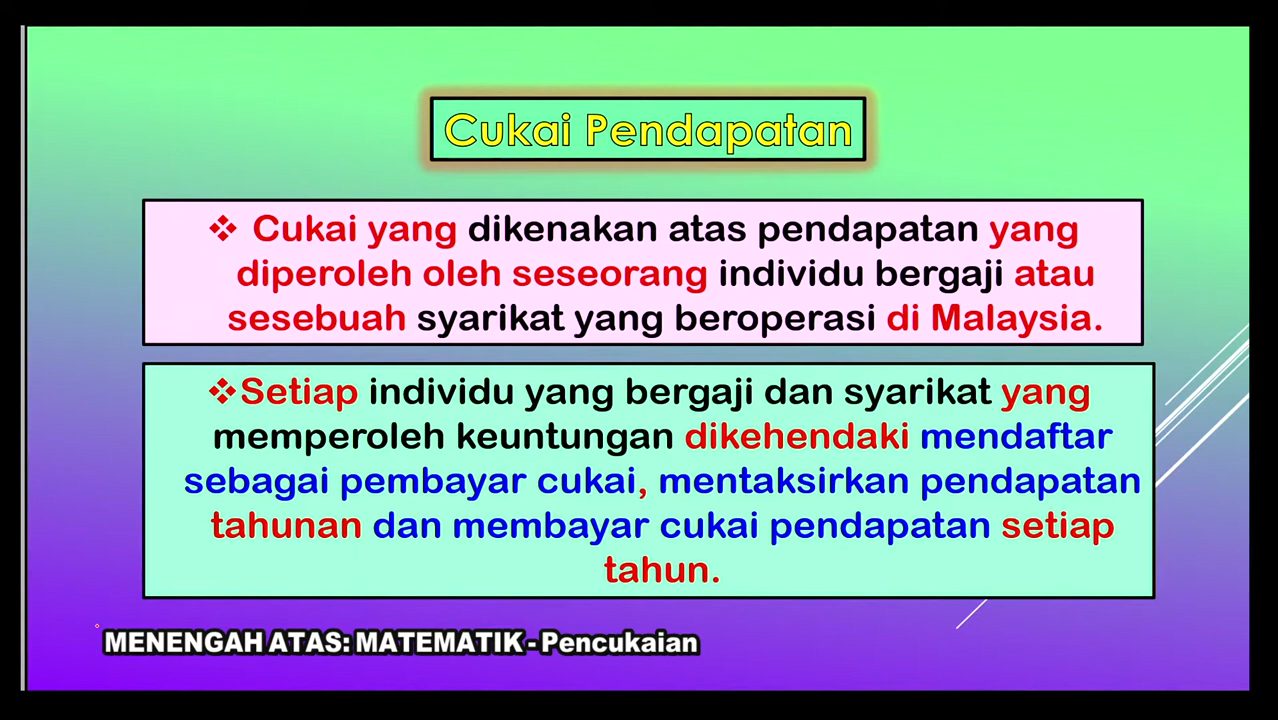 Cukai Pendapatan
❖ Cukai yang dikenakan atas pendapatan yang
diperoleh oleh seseorang individu bergaji atau
sesebuah syarikat yang beroperasi di Malaysia.
❖Setiap individu yang bergaji dan syarikat yang
memperoleh keuntungan dikehendaki mendaftar
sebagai pembayar cukai, mentaksirkan pendapatan
tahunan dan membayar cukai pendapatan setiap
tahun.
MENENGAH ATAS: MATEMATIK - Pencukaian